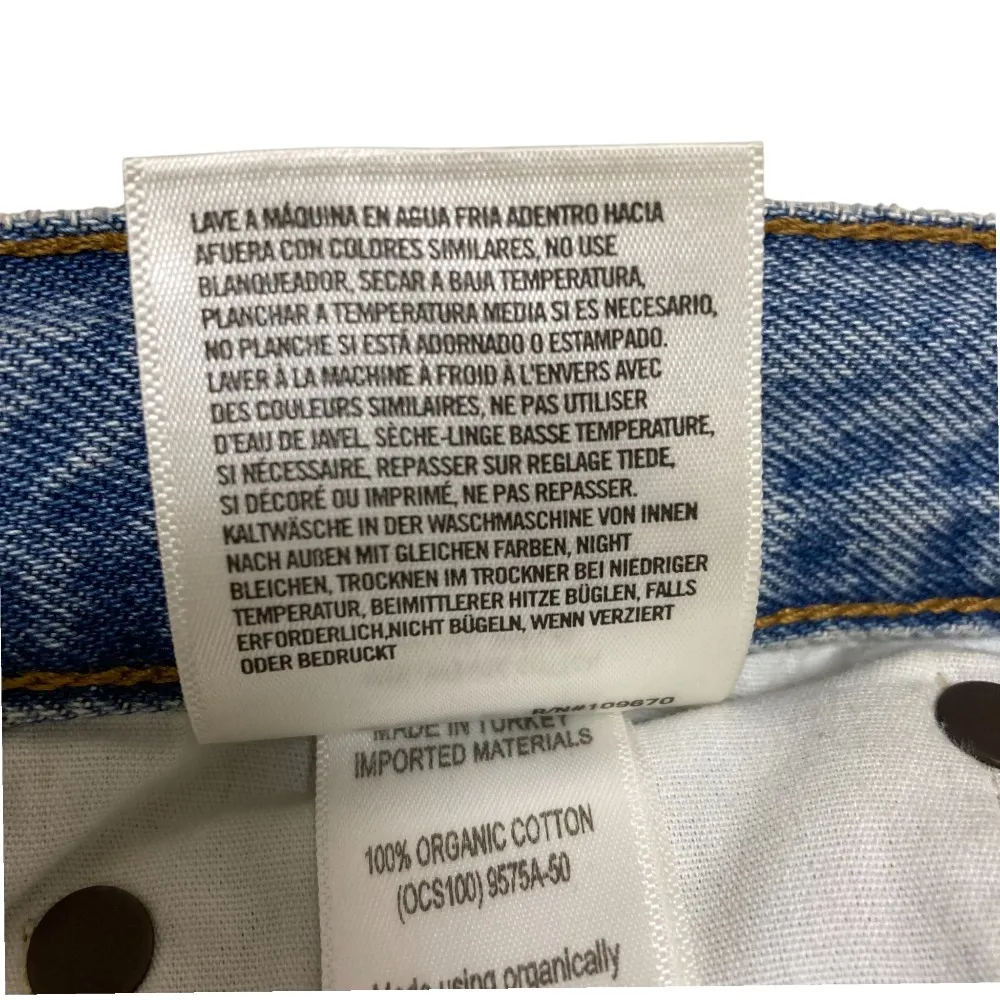 LAVE A MÁQUINA EN AGUA FRIA ADENTRO HACIA
AFUERA CON COLORES SIMILARES, NO USE
BLANQUEADOR, SECAR A BAJA TEMPERATURA,
PLANCHAR A TEMPERATURA MEDIA SI ES NECESARIO,
NO PLANCHE SI ESTÁ ADORNADO O ESTAMPADO.
LAVER À LA MACHINE À FROID À L'ENVERS AVEC
DES COULEURS SIMILAIRES, NE PAS UTILISER
D'EAU DE JAVEL, SÈCHE-LINGE BASSE TEMPERATURE,
SI NÉCESSAIRE, REPASSER SUR REGLAGE TIEDE,
SI DÉCORÉ OU IMPRIMÉ, NE PAS REPASSER.
KALTWÄSCHE IN DER WASCHMASCHINE VON INNEN
NACH AUßEN MIT GLEICHEN FARBEN, NIGHT
BLEICHEN, TROCKNEN IM TROCKNER BEI NIEDRIGER
TEMPERATUR, BEIMITTLERER HITZE BÜGLEN, FALLS
ERFORDERLICH,NICHT BÜGELN, WENN VERZIERT
ODER BEDRUCKT
R/N#109670
MADE IN TURKEY
IMPORTED MATERIALS
100% ORGANIC COTTON
(OCS100) 9575A-50
Made using organically